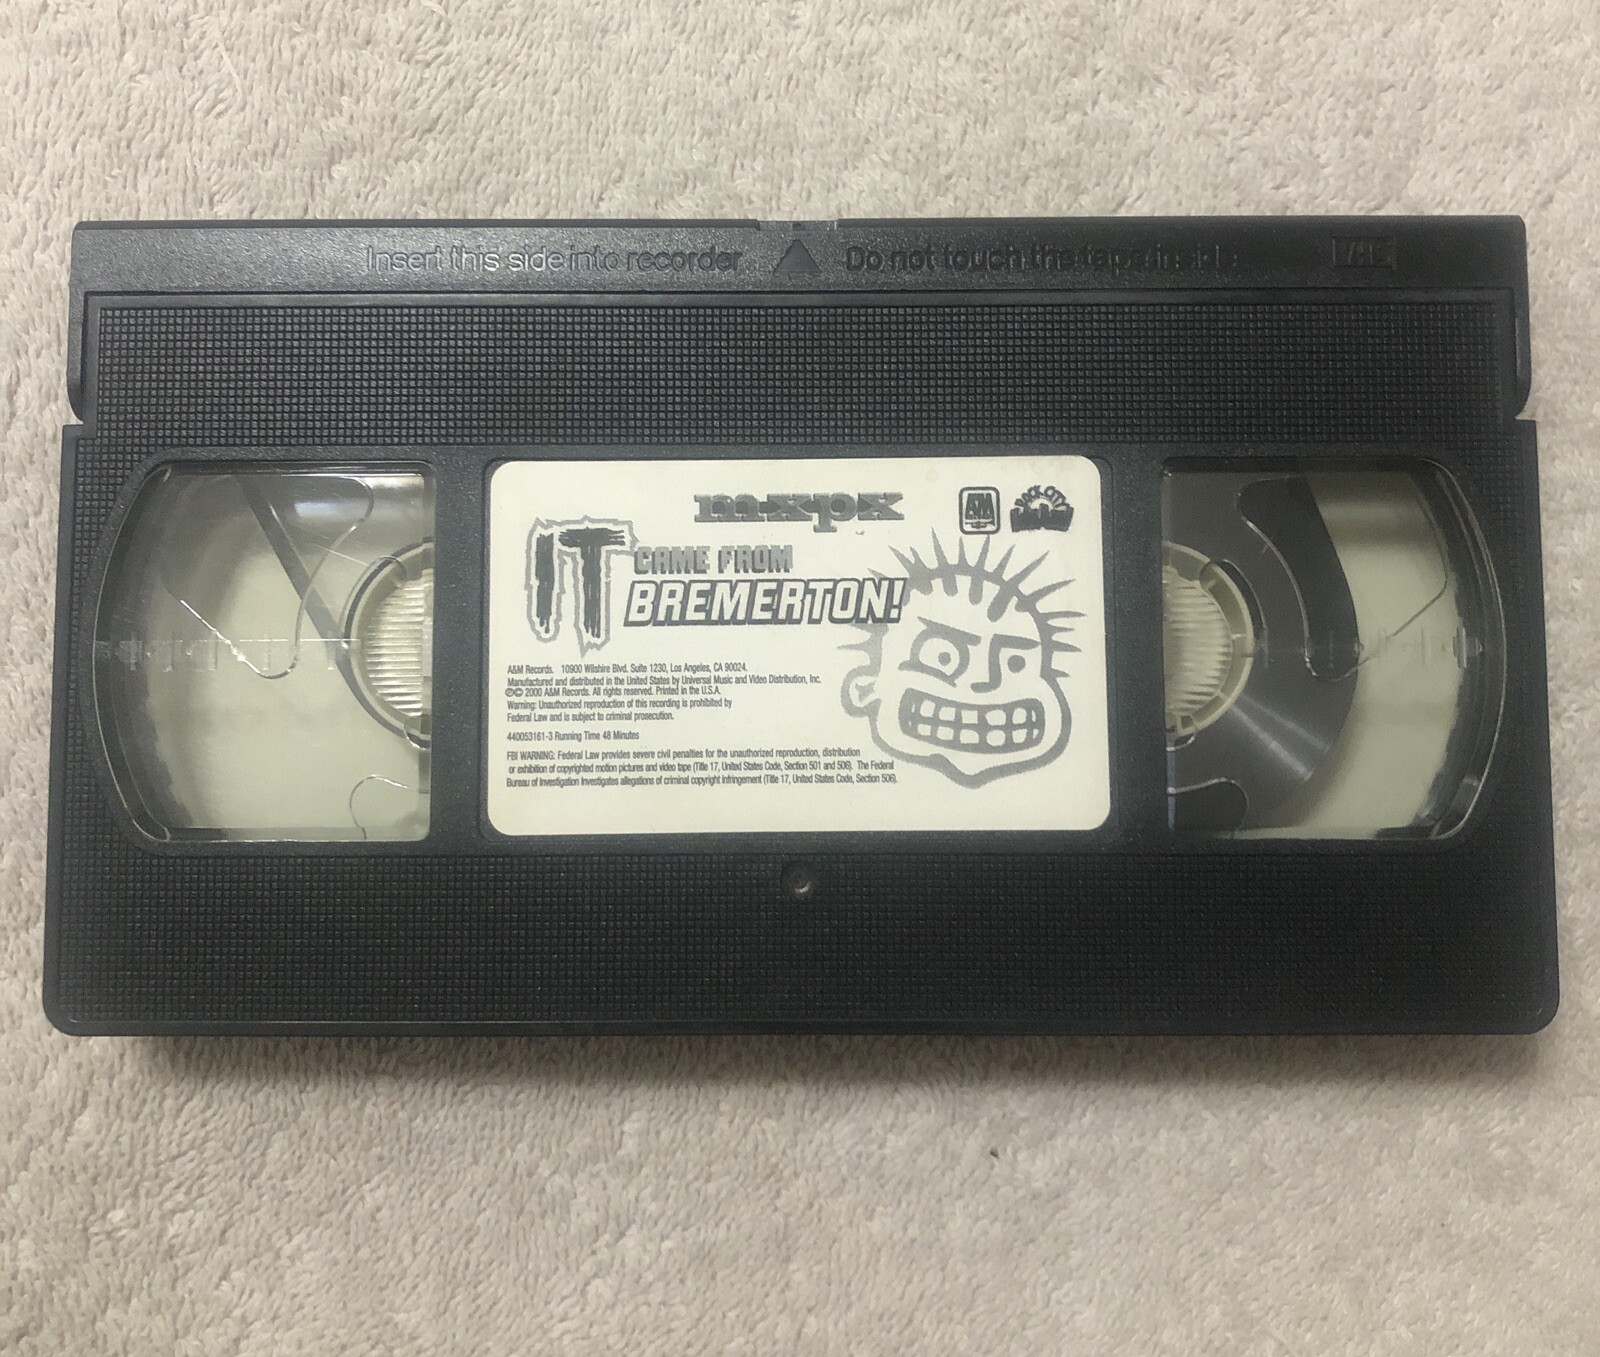 Insert this side into recorder Do not touch the tape inside VHS
mxpx
A&M
ROCK CITY
IT
CAME FROM
BREMERTON!
A&M Records. 10900 Wilshire Blvd. Suite 1230, Los Angeles, CA 90024.
Manufactured and distributed in the United States by Universal Music and Video Distribution, Inc.
℗© 2000 A&M Records. All rights reserved. Printed in the U.S.A.
Warning: Unauthorized reproduction of this recording is prohibited by
Federal Law and is subject to criminal prosecution.
440053161-3 Running Time 48 Minutes
FBI WARNING: Federal Law provides severe civil penalties for the unauthorized reproduction, distribution
or exhibition of copyrighted motion pictures and video tape (Title 17, United States Code, Section 501 and 506). The Federal
Bureau of Investigation investigates allegations of criminal copyright infringement (Title 17, United States Code, Section 506).